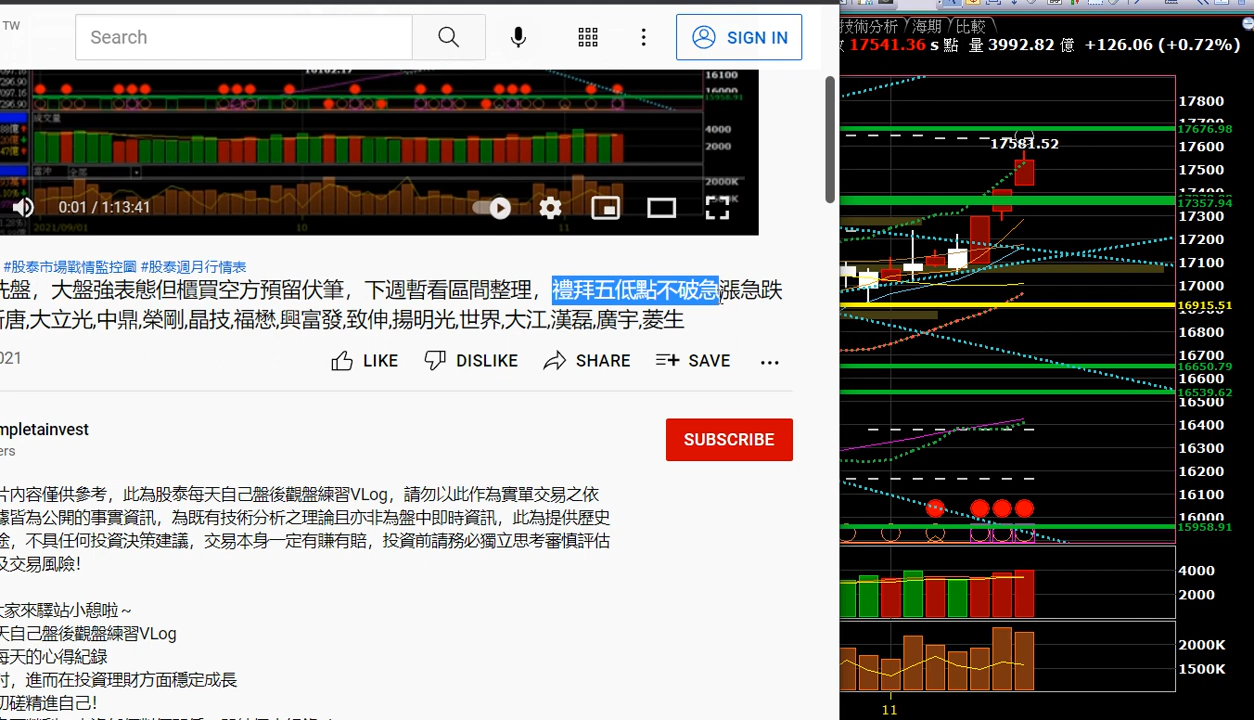 TW
Search
SIGN IN
16102.17
16100
16000
15958.91
成交量
4000
2000
當沖
全部
2000K
0:01 / 1:13:41
2021/09/01
11
#股泰市場戰情監控圖 #股泰週月行情表
洗盤，大盤強表態但櫃買空方預留伏筆，下週暫看區間整理，禮拜五低點不破急漲急跌
新唐,大立光,中鼎,榮剛,晶技,福懋,興富發,致伸,揚明光,世界,大江,漢磊,廣宇,菱生
2021
LIKE
DISLIKE
SHARE
SAVE
mpletainvest
ers
SUBSCRIBE
片內容僅供參考，此為股泰每天自己盤後觀盤練習VLog，請勿以此作為實單交易之依
據皆為公開的事實資訊，為既有技術分析之理論且亦非為盤中即時資訊，此為提供歷史
途，不具任何投資決策建議，交易本身一定有賺有賠，投資前請務必獨立思考審慎評估
及交易風險！
大家來驛站小憩啦～
天自己盤後觀盤練習VLog
每天的心得紀錄
討，進而在投資理財方面穩定成長
切磋精進自己！
技術分析 海期 比較
17541.36 s 點 量 3992.82 億 +126.06 (+0.72%)
17800
17700
17676.98
17581.52
17600
17500
17400
17357.94
17300
17200
17100
17000
16915.51
16800
16700
16650.79
16600
16539.62
16500
16400
16300
16200
16100
16000
15958.91
4000
2000
2000K
1500K
11